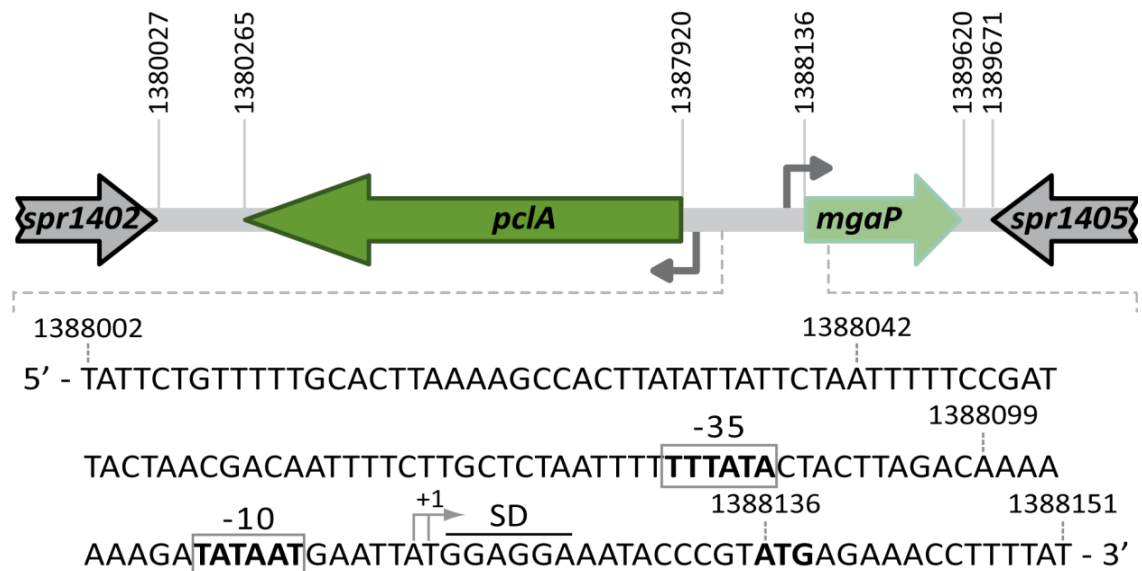 1380027 1380265 1387920 1388136 1389620 1389671
spr1402 pclA mgaP spr1405
1388002 1388042
5’ - TATTCTGTTTTTGCACTTAAAAGCCACTTATATTATTCTAATTTTTCCGAT
1388099
-35
TACTAACGACAATTTTCTTGCTCTAATTTTTTTATACTACTTAGACAAAA
-10 +1 SD 1388136 1388151
AAAGATATAATGAATTATGGAGGAAATACCCGTATGAGAAACCTTTTAT - 3’